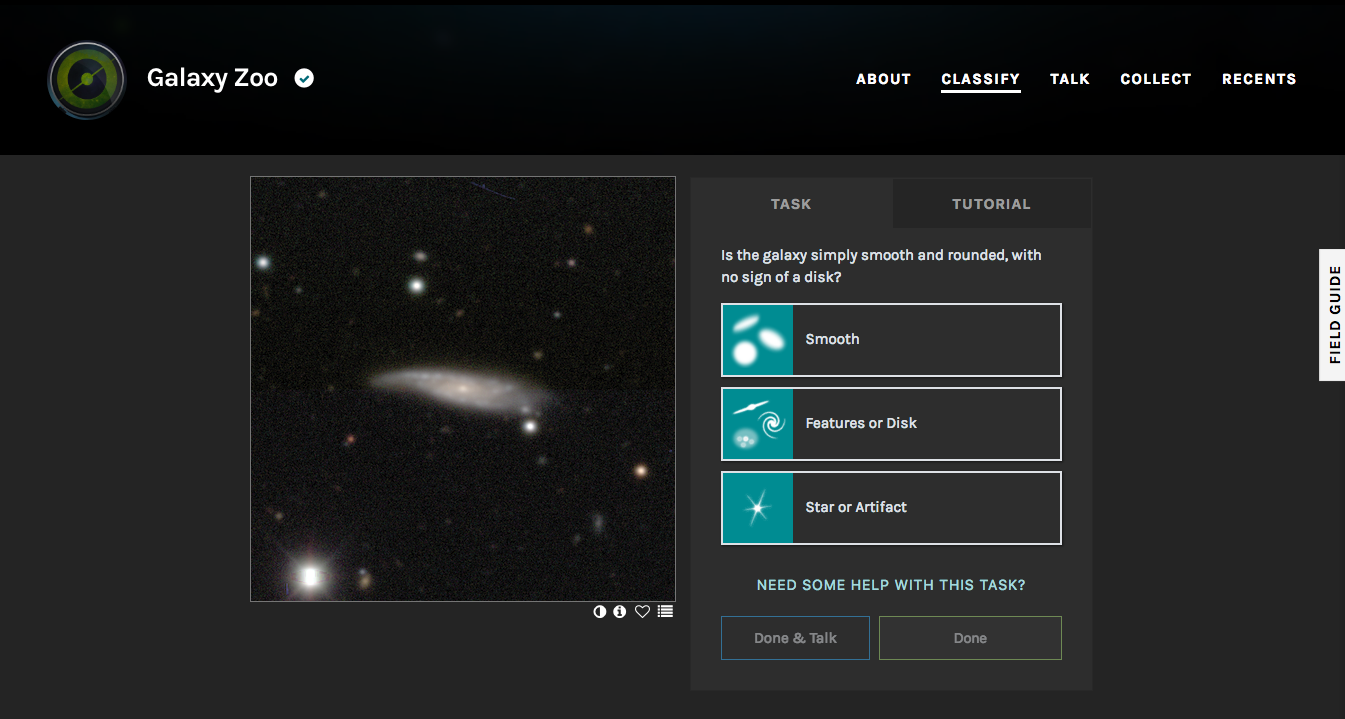 Galaxy Zoo
ABOUT
CLASSIFY
TALK
COLLECT
RECENTS
TASK
TUTORIAL
Is the galaxy simply smooth and rounded, with
no sign of a disk?
Smooth
Features or Disk
Star or Artifact
NEED SOME HELP WITH THIS TASK?
Done & Talk
Done
FIELD GUIDE